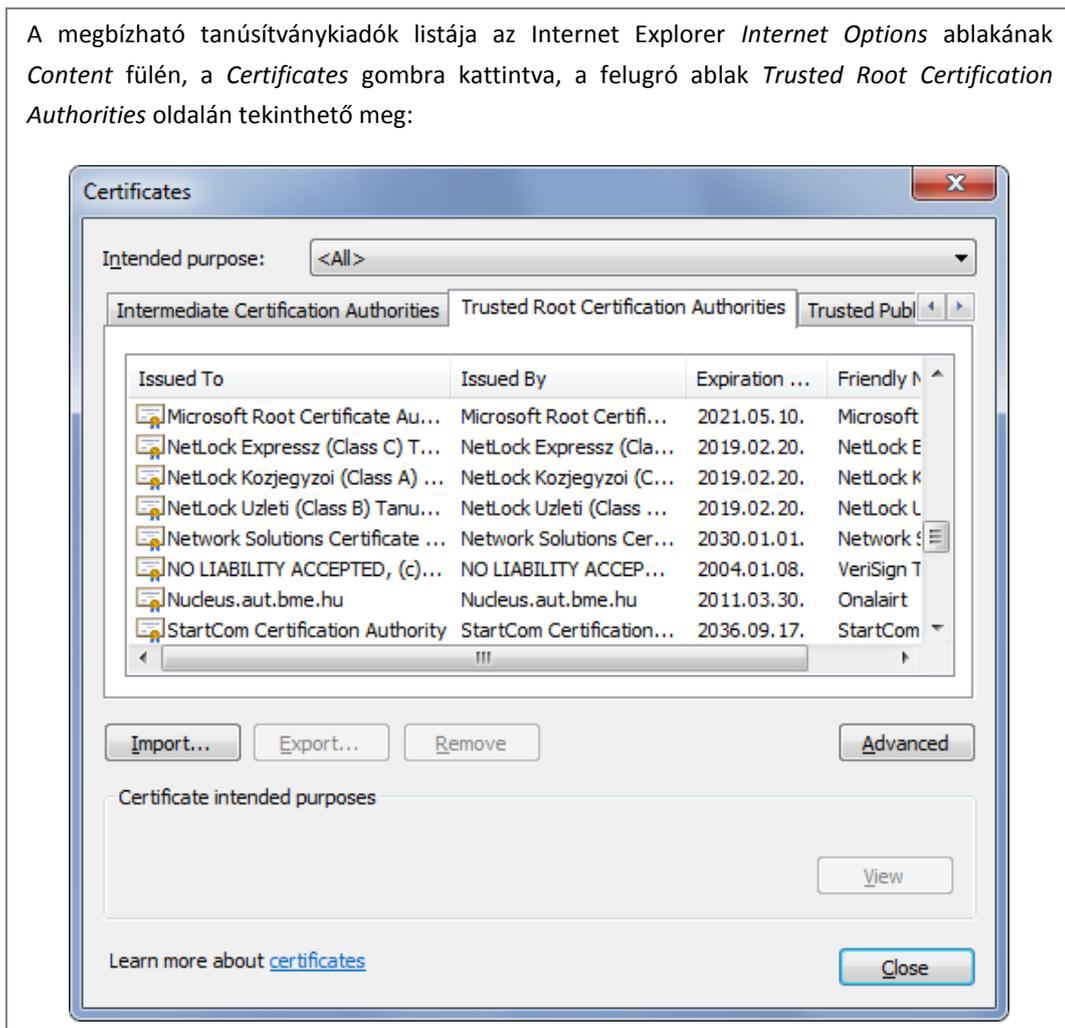 A megbízható tanúsítványkiadók listája az Internet Explorer Internet Options ablakának
Content fülén, a Certificates gombra kattintva, a felugró ablak Trusted Root Certification
Authorities oldalán tekinthető meg:
Certificates
Intended purpose: <All>
Intermediate Certification Authorities Trusted Root Certification Authorities Trusted Publ
Issued To Issued By Expiration ... Friendly N
Microsoft Root Certificate Au... Microsoft Root Certifi... 2021.05.10. Microsoft
NetLock Expressz (Class C) T... NetLock Expressz (Cla... 2019.02.20. NetLock E
NetLock Kozjegyzoi (Class A) ... NetLock Kozjegyzoi (C... 2019.02.20. NetLock K
NetLock Uzleti (Class B) Tanu... NetLock Uzleti (Class ... 2019.02.20. NetLock U
Network Solutions Certificate ... Network Solutions Cer... 2030.01.01. Network S
NO LIABILITY ACCEPTED, (c)... NO LIABILITY ACCEP... 2004.01.08. VeriSign T
Nucleus.aut.bme.hu Nucleus.aut.bme.hu 2011.03.30. Onalairt
StartCom Certification Authority StartCom Certification... 2036.09.17. StartCom
Import... Export... Remove Advanced
Certificate intended purposes
View
Learn more about certificates
Close